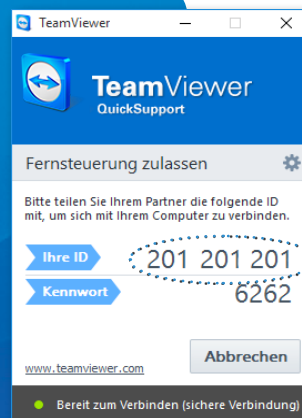 TeamViewer
TeamViewer
QuickSupport
Fernsteuerung zulassen
Bitte teilen Sie Ihrem Partner die folgende ID
mit, um sich mit Ihrem Computer zu verbinden.
Ihre ID 201 201 201
Kennwort 6262
Abbrechen
www.teamviewer.com
Bereit zum Verbinden (sichere Verbindung)